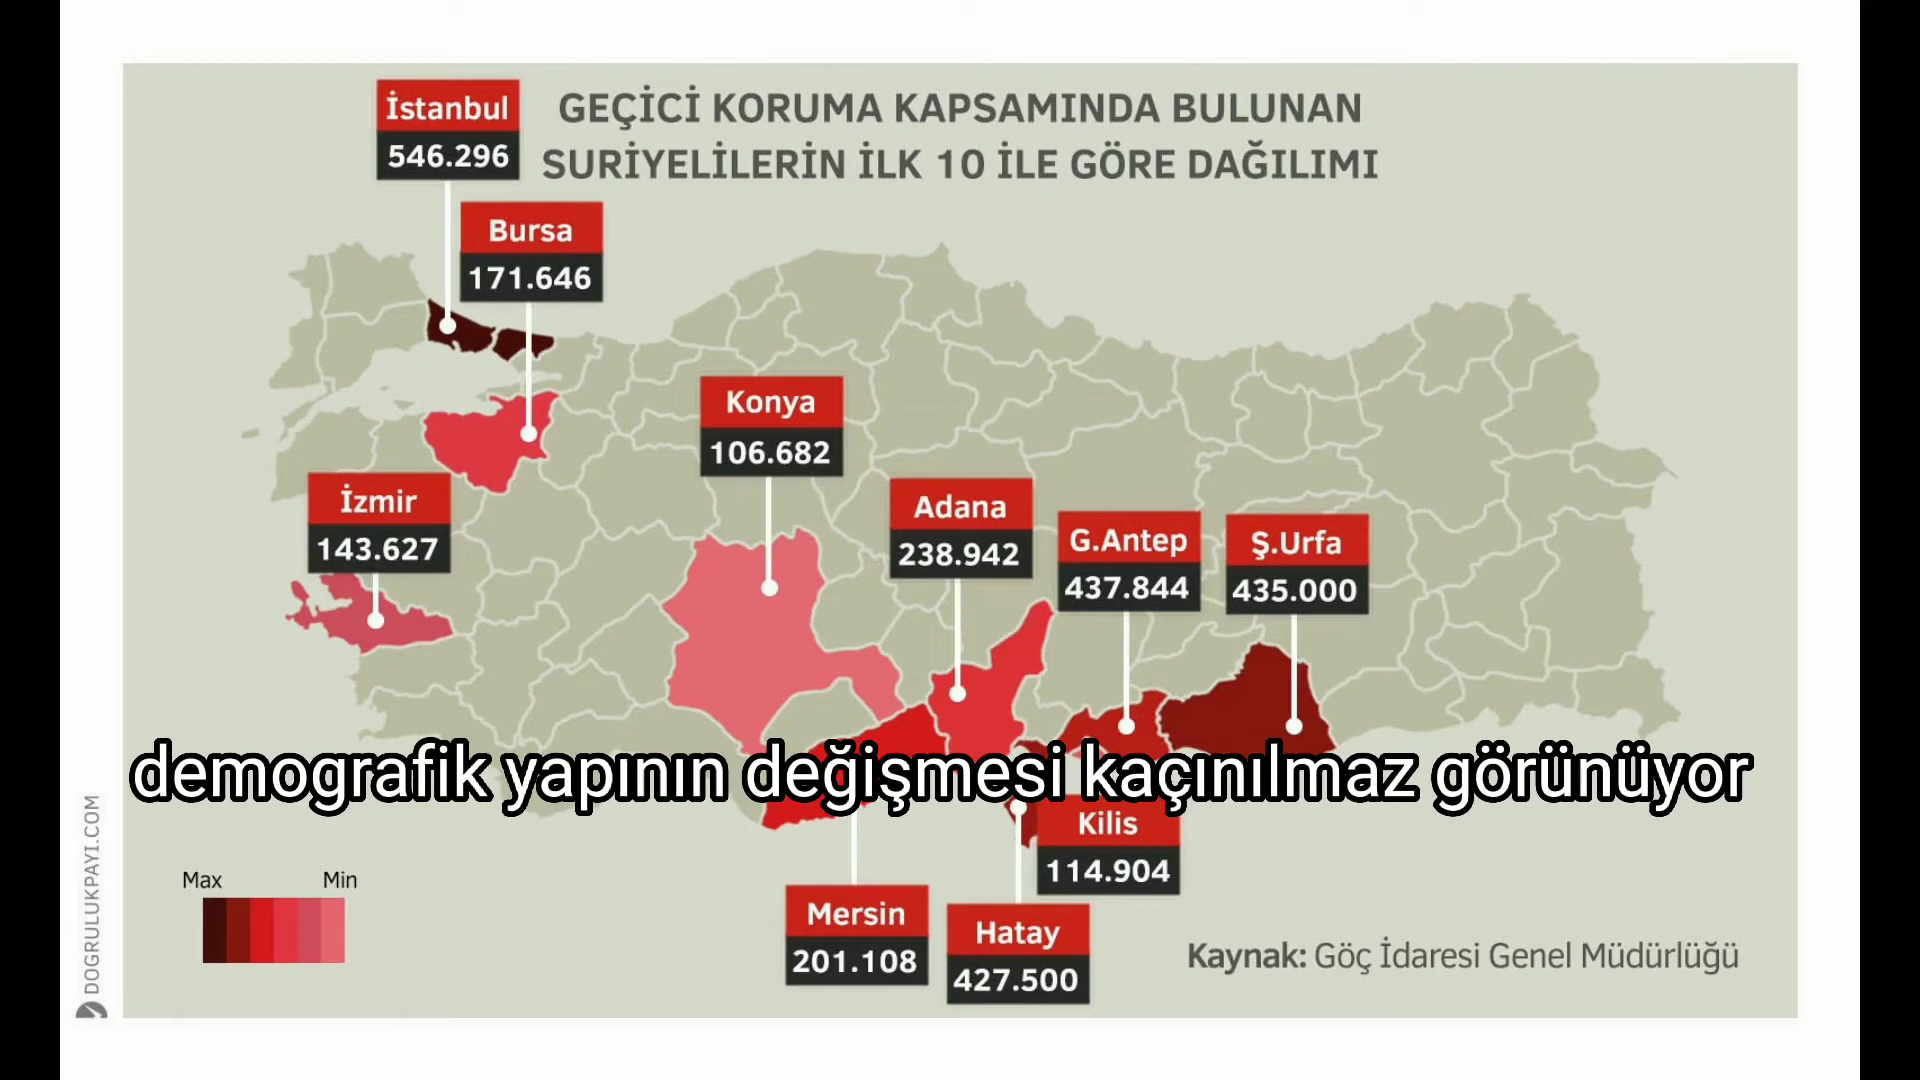 GEÇİCİ KORUMA KAPSAMINDA BULUNAN
SURİYELİLERİN İLK 10 İLE GÖRE DAĞILIMI
İstanbul
546.296
Bursa
171.646
Konya
106.682
İzmir
143.627
Adana
238.942
G.Antep
437.844
Ş.Urfa
435.000
demografik yapının değişmesi kaçınılmaz görünüyor
Kilis
114.904
Mersin
201.108
Hatay
427.500
Max
Min
Kaynak: Göç İdaresi Genel Müdürlüğü
DOGRULUKPAYI.COM